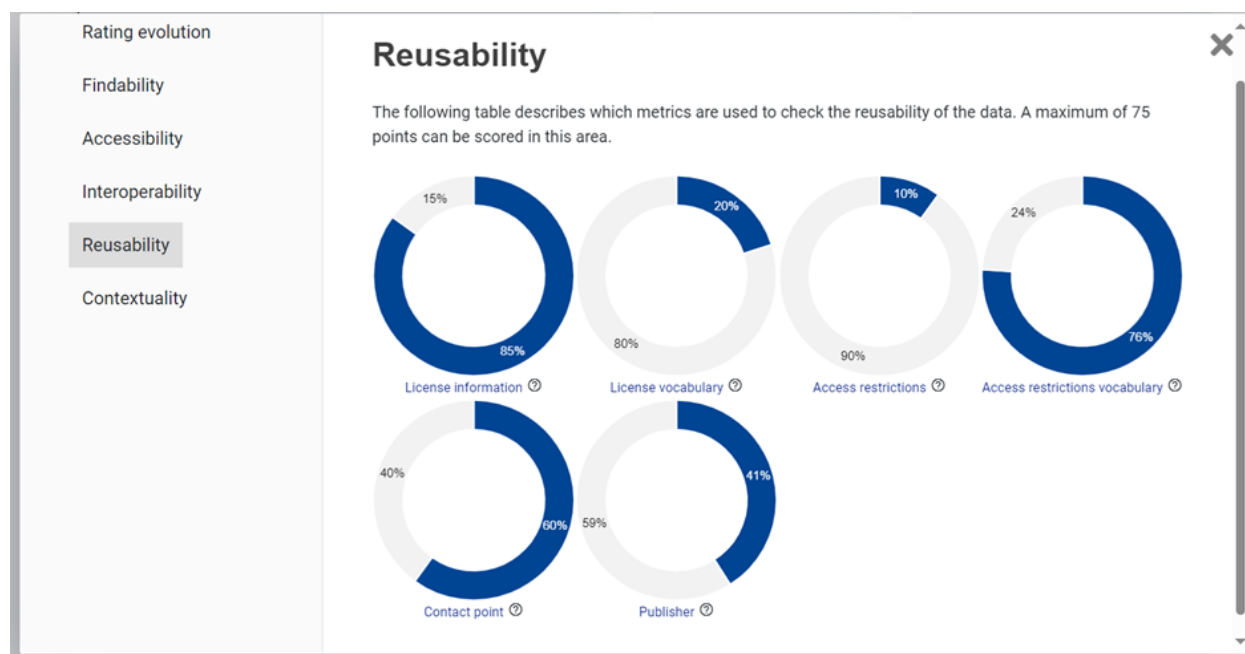 Rating evolution
Findability
Accessibility
Interoperability
Reusability
Contextuality
Reusability
The following table describes which metrics are used to check the reusability of the data. A maximum of 75
points can be scored in this area.
15%
85%
License information
20%
80%
License vocabulary
10%
90%
Access restrictions
24%
76%
Access restrictions vocabulary
40%
60%
Contact point
41%
59%
Publisher